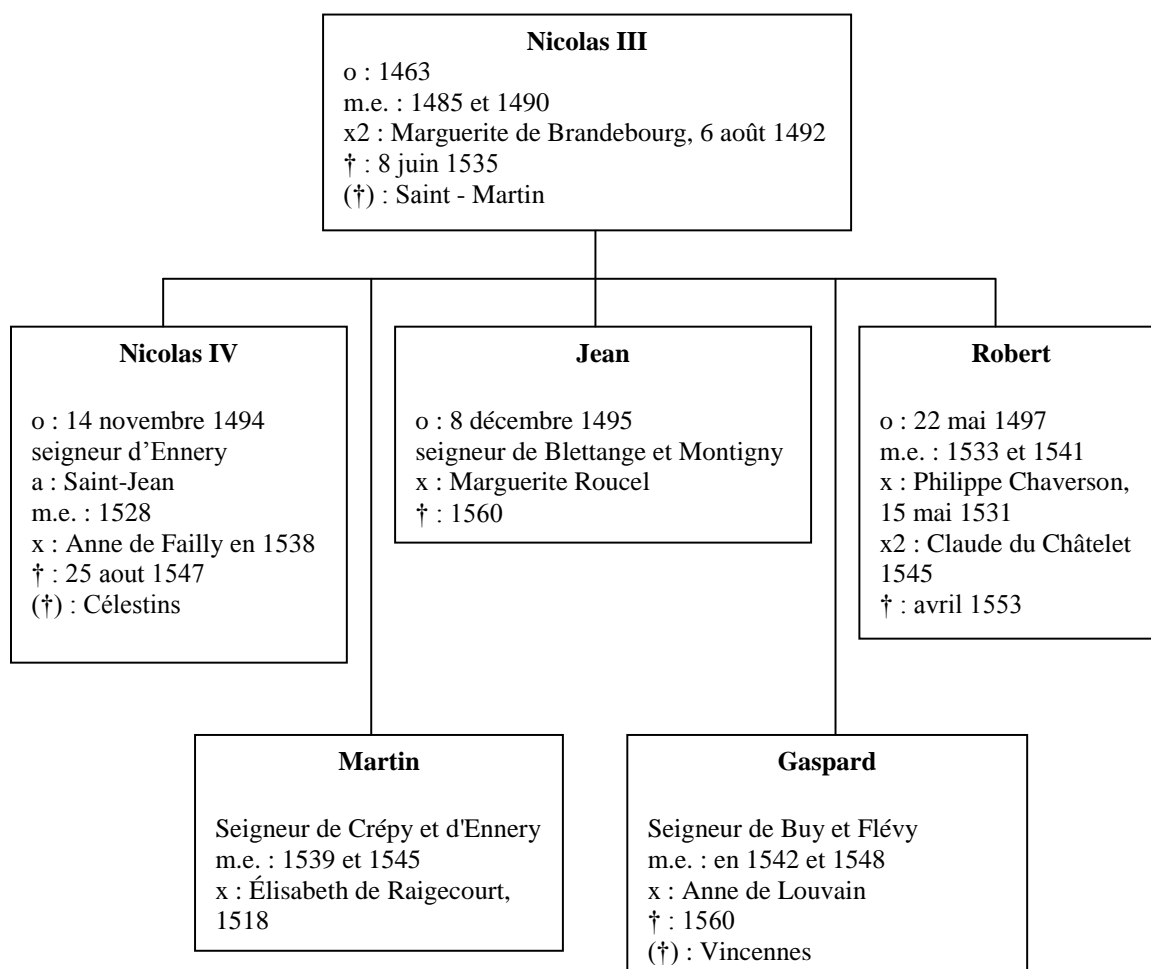 Nicolas III
o : 1463
m.e. : 1485 et 1490
x2 : Marguerite de Brandebourg, 6 août 1492
† : 8 juin 1535
(†) : Saint - Martin
Nicolas IV
o : 14 novembre 1494
seigneur d’Ennery
a : Saint-Jean
m.e. : 1528
x : Anne de Failly en 1538
† : 25 aout 1547
(†) : Célestins
Jean
o : 8 décembre 1495
seigneur de Blettange et Montigny
x : Marguerite Roucel
† : 1560
Robert
o : 22 mai 1497
m.e. : 1533 et 1541
x : Philippe Chaverson,
15 mai 1531
x2 : Claude du Châtelet
1545
† : avril 1553
Martin
Seigneur de Crépy et d'Ennery
m.e. : 1539 et 1545
x : Élisabeth de Raigecourt,
1518
Gaspard
Seigneur de Buy et Flévy
m.e. : en 1542 et 1548
x : Anne de Louvain
† : 1560
(†) : Vincennes